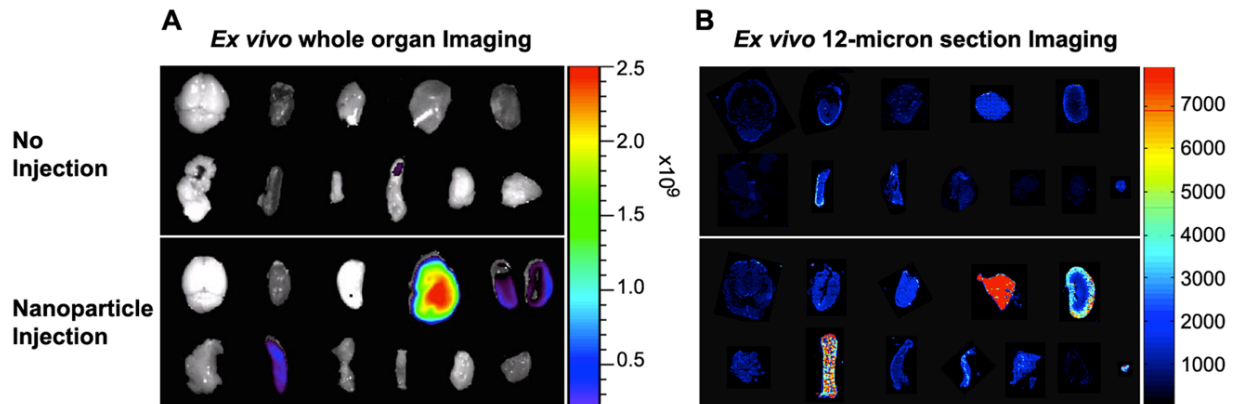 A
Ex vivo whole organ Imaging
No
Injection
Nanoparticle
Injection
2.5
2.0
1.5
1.0
0.5
x10⁹
B
Ex vivo 12-micron section Imaging
7000
6000
5000
4000
3000
2000
1000